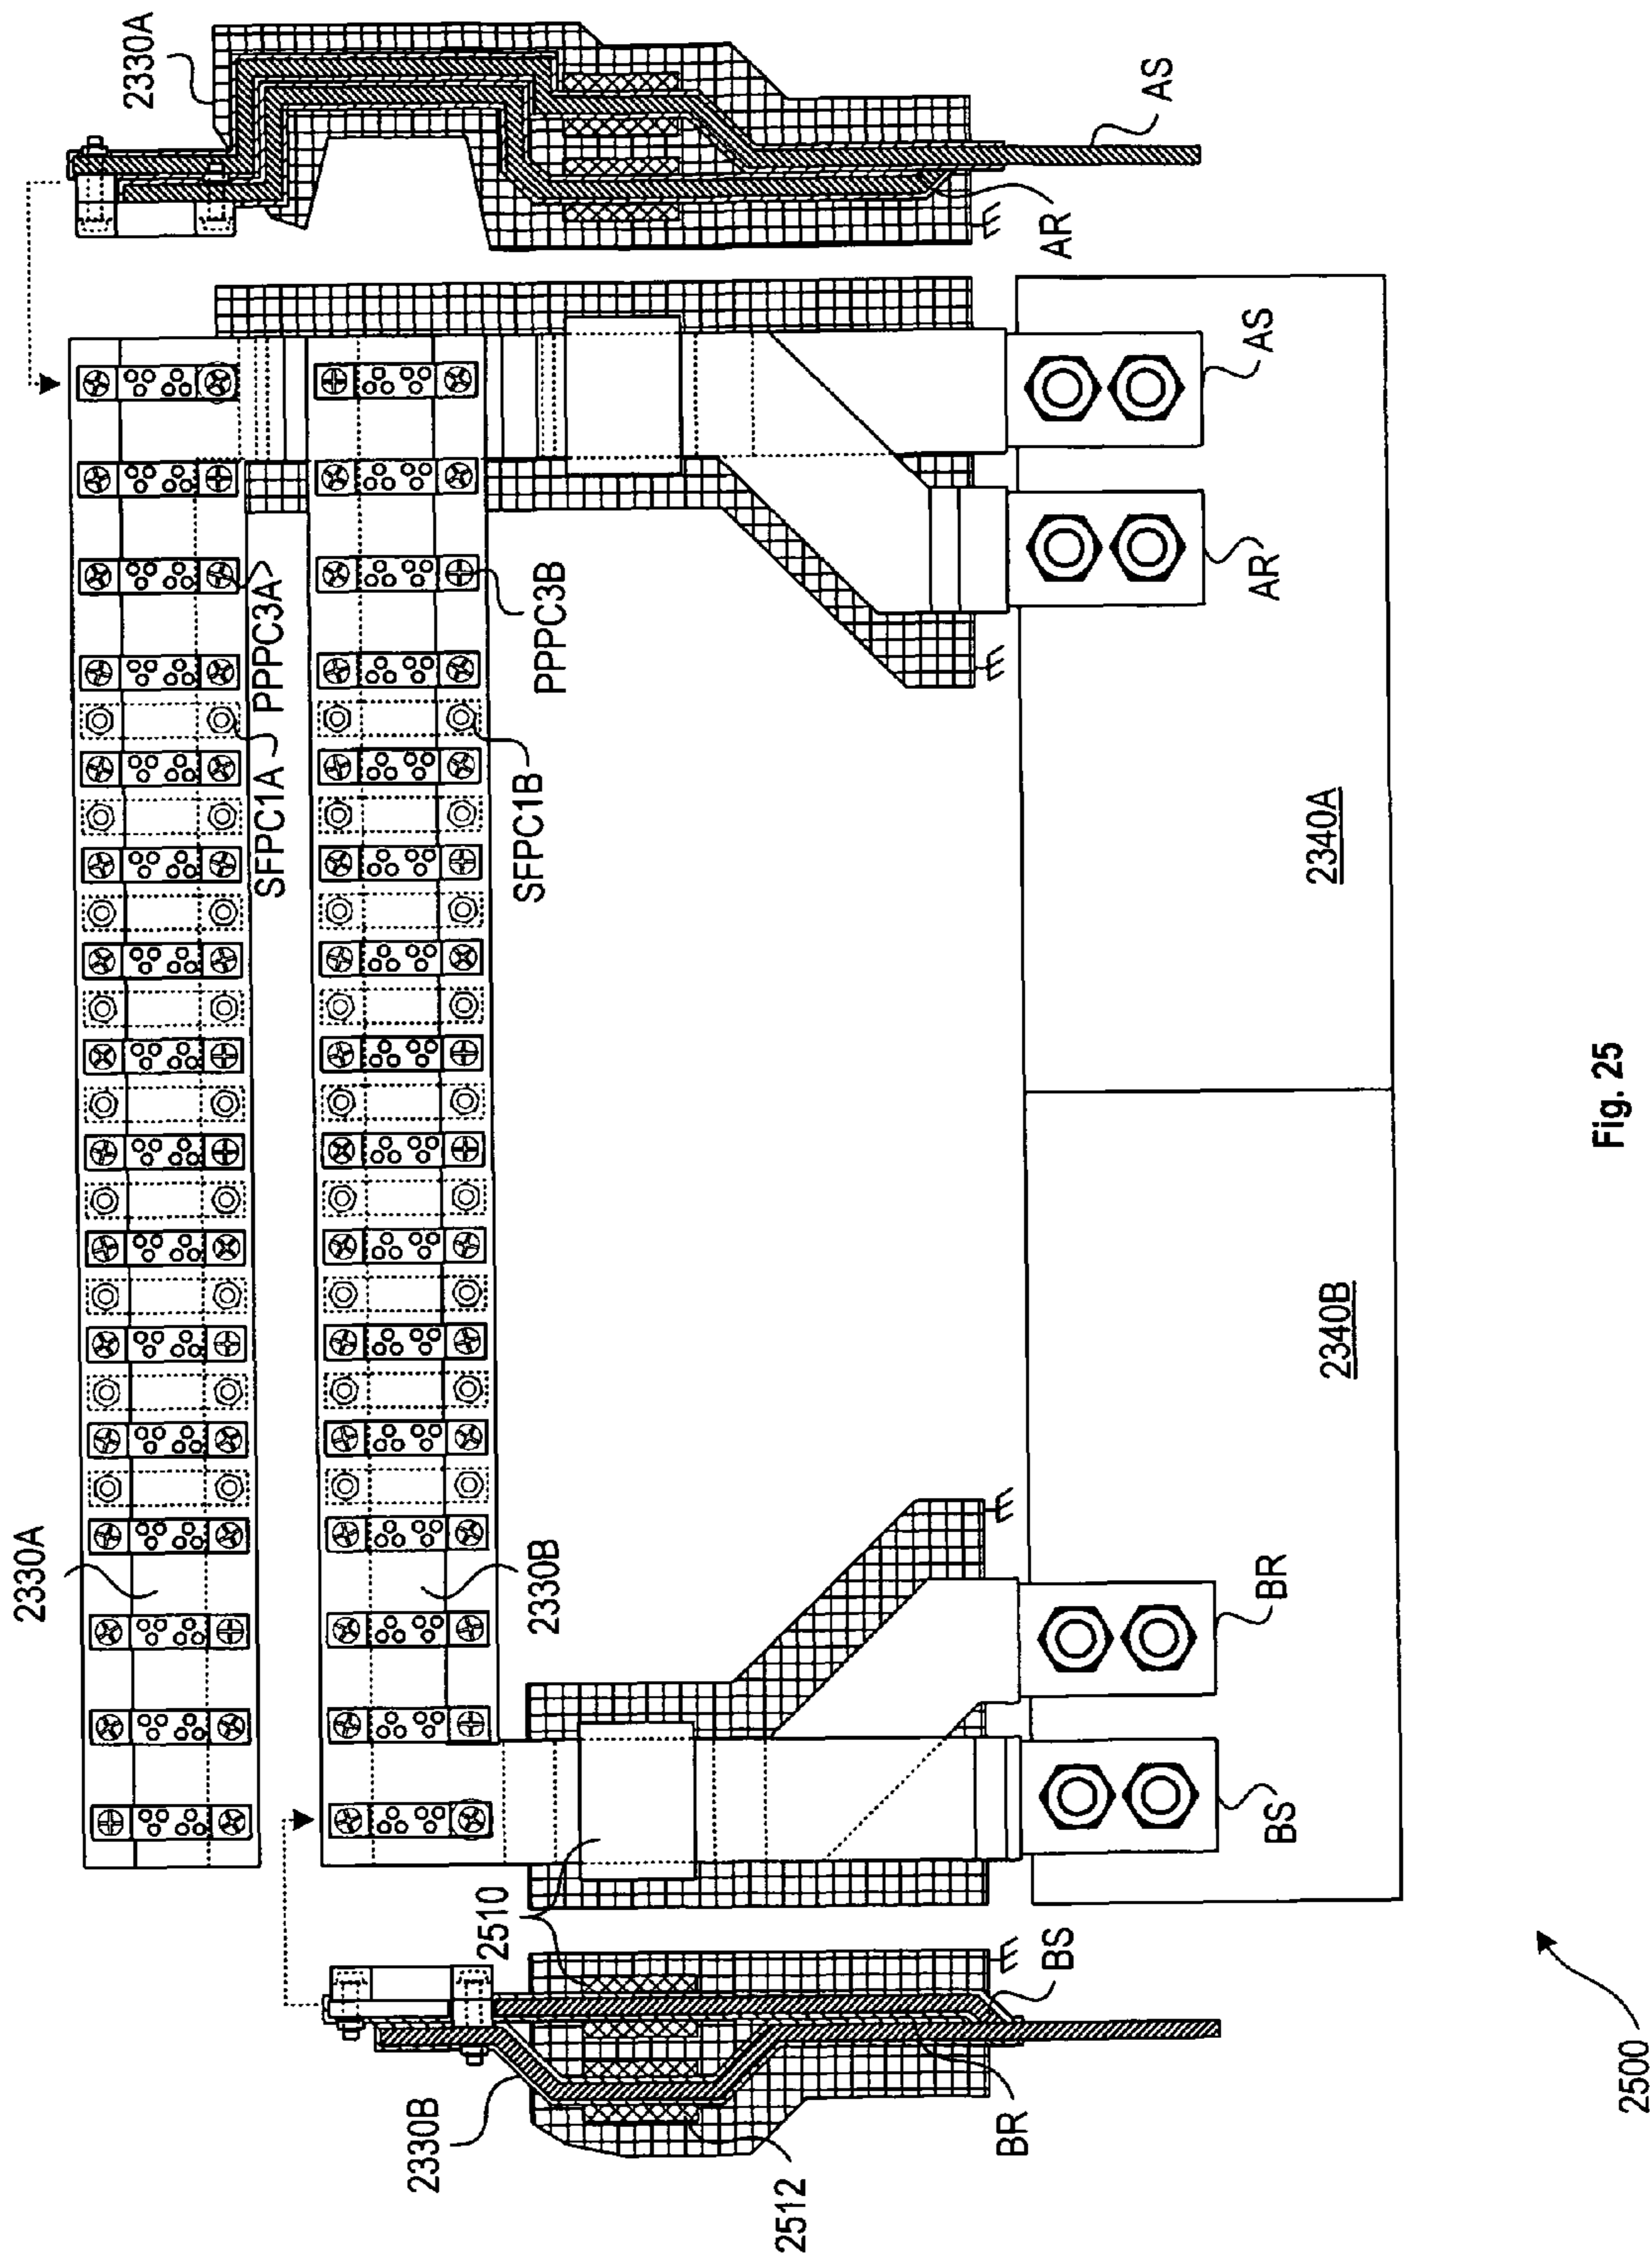 2330A
AS
AR
AS
AR
PPPC3A
SFPC1A
PPPC3B
SFPC1B
2340A
2330A
2330B
2340B
BR
BS
2510
BS
2330B
BR
2512
2500
Fig. 25